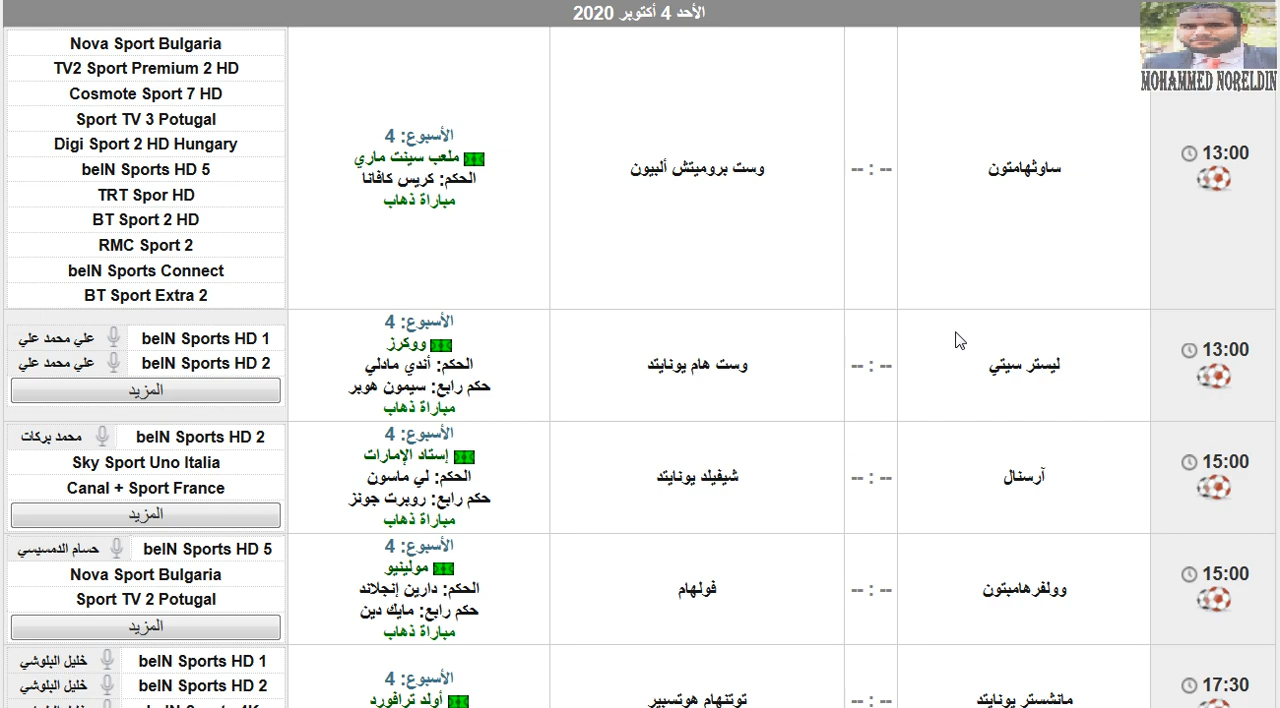 الأحد 4 أكتوبر 2020
MOHAMMED NORELDIN
13:00
ساوثهامتون
-- : --
وست بروميتش ألبيون
الأسبوع: 4
ملعب سينت ماري
الحكم: كريس كافانا
مباراة ذهاب
Nova Sport Bulgaria
TV2 Sport Premium 2 HD
Cosmote Sport 7 HD
Sport TV 3 Potugal
Digi Sport 2 HD Hungary
beIN Sports HD 5
TRT Spor HD
BT Sport 2 HD
RMC Sport 2
beIN Sports Connect
BT Sport Extra 2
13:00
ليستر سيتي
-- : --
وست هام يونايتد
الأسبوع: 4
ووكرز
الحكم: أندي مادلي
حكم رابع: سيمون هوبر
مباراة ذهاب
beIN Sports HD 1 علي محمد علي
beIN Sports HD 2 علي محمد علي
المزيد
15:00
آرسنال
-- : --
شيفيلد يونايتد
الأسبوع: 4
إستاد الإمارات
الحكم: لي ماسون
حكم رابع: روبرت جونز
مباراة ذهاب
beIN Sports HD 2 محمد بركات
Sky Sport Uno Italia
Canal + Sport France
المزيد
15:00
وولفرهامبتون
-- : --
فولهام
الأسبوع: 4
مولينيو
الحكم: دارين إنجلاند
حكم رابع: مايك دين
مباراة ذهاب
beIN Sports HD 5 حسام الدمسيسي
Nova Sport Bulgaria
Sport TV 2 Potugal
المزيد
17:30
مانشستر يونايتد
-- : --
توتنهام هوتسبير
الأسبوع: 4
أولد ترافورد
beIN Sports HD 1 خليل البلوشي
beIN Sports HD 2 خليل البلوشي